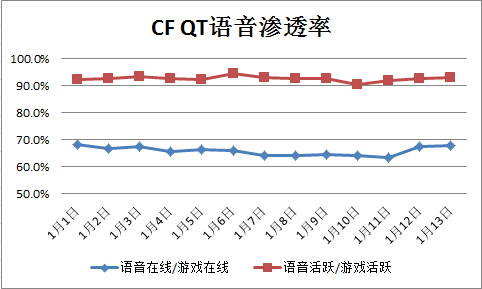 CF QT语音渗透率
100.0%
90.0%
80.0%
70.0%
60.0%
50.0%
1月1日
1月2日
1月3日
1月4日
1月5日
1月6日
1月7日
1月8日
1月9日
1月10日
1月11日
1月12日
1月13日
语音在线/游戏在线
语音活跃/游戏活跃